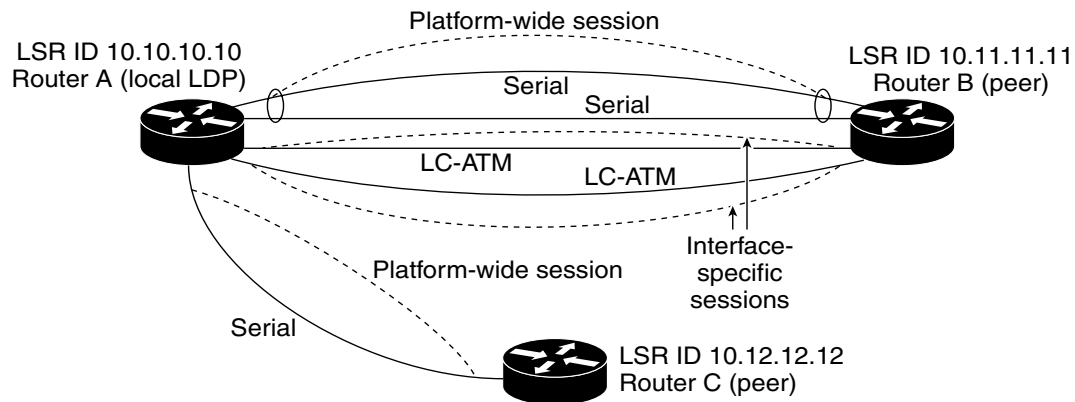 Platform-wide session
LSR ID 10.10.10.10
Router A (local LDP)
LSR ID 10.11.11.11
Router B (peer)
Serial
Serial
LC-ATM
LC-ATM
Interface-
specific
sessions
Platform-wide session
Serial
LSR ID 10.12.12.12
Router C (peer)